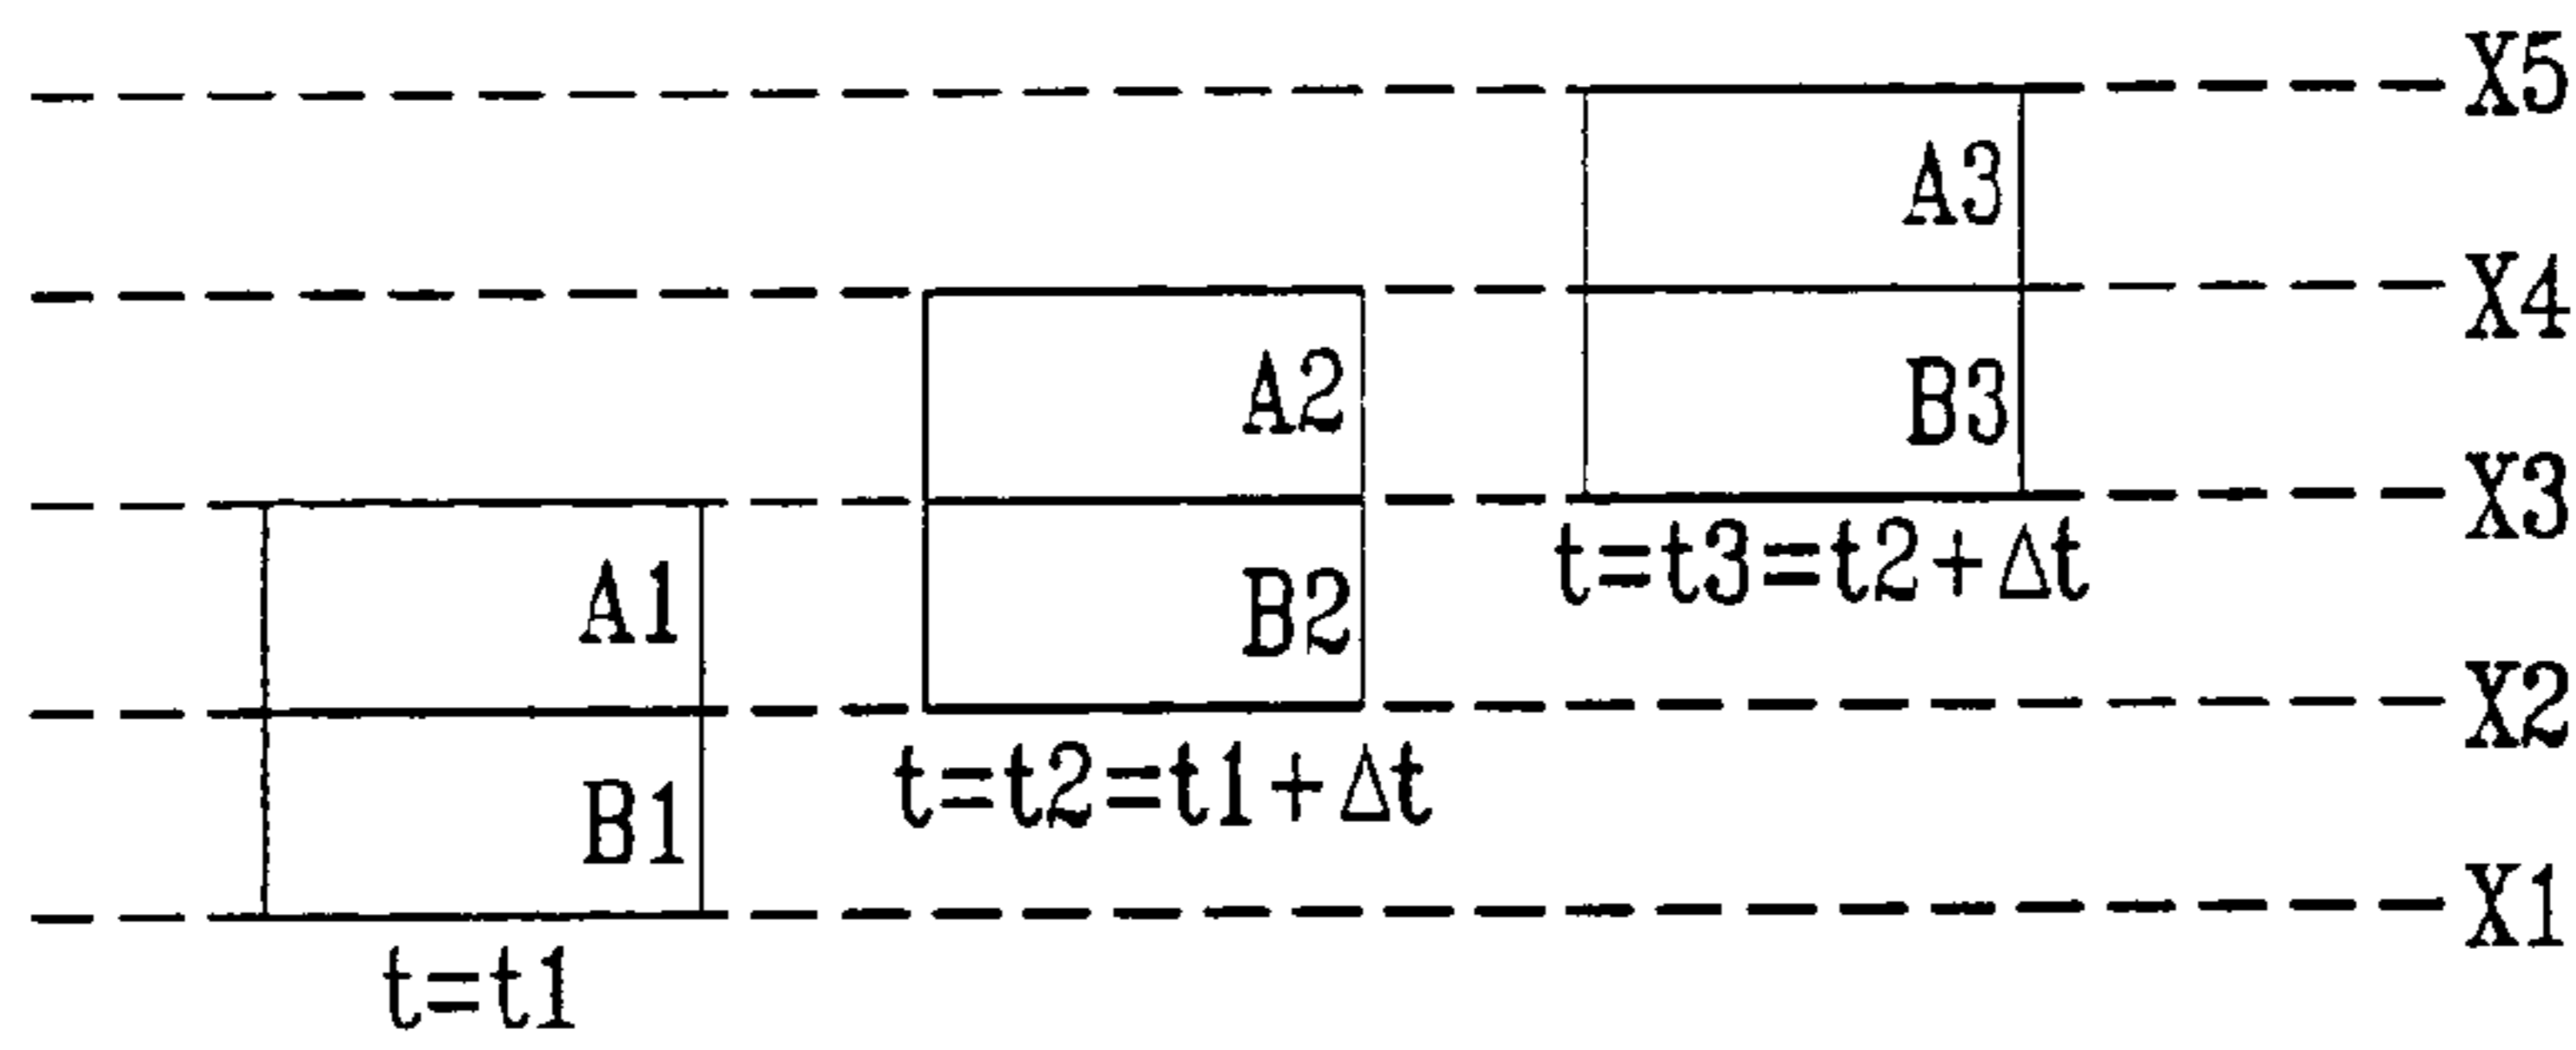 X5
A3
X4
A2
B3
X3
t=t3=t2+Δt
A1
B2
X2
t=t2=t1+Δt
B1
X1
t=t1